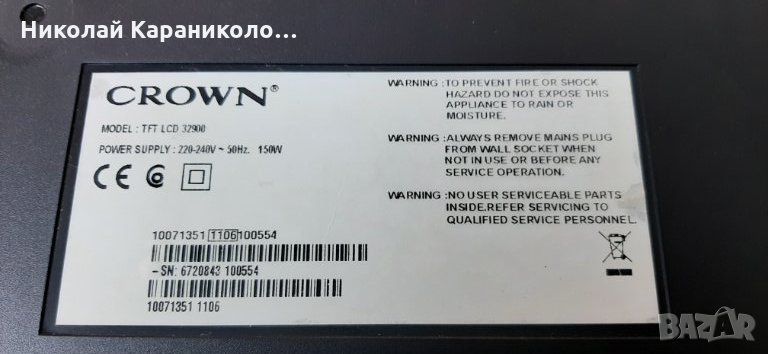 Николай Караниколо...
CROWN®
MODEL : TFT LCD 32900
POWER SUPPLY : 220-240V ~ 50Hz. 150W
CE
WARNING :TO PREVENT FIRE OR SHOCK
HAZARD DO NOT EXPOSE THIS
APPLIANCE TO RAIN OR
MOISTURE.
WARNING :ALWAYS REMOVE MAINS PLUG
FROM WALL SOCKET WHEN
NOT IN USE OR BEFORE ANY
SERVICE OPERATION.
WARNING :NO USER SERVICEABLE PARTS
INSIDE.REFER SERVICING TO
QUALIFIED SERVICE PERSONNEL.
10071351 1106 100554
- SN: 6720843 100554
10071351 1106
BAZAR.BG